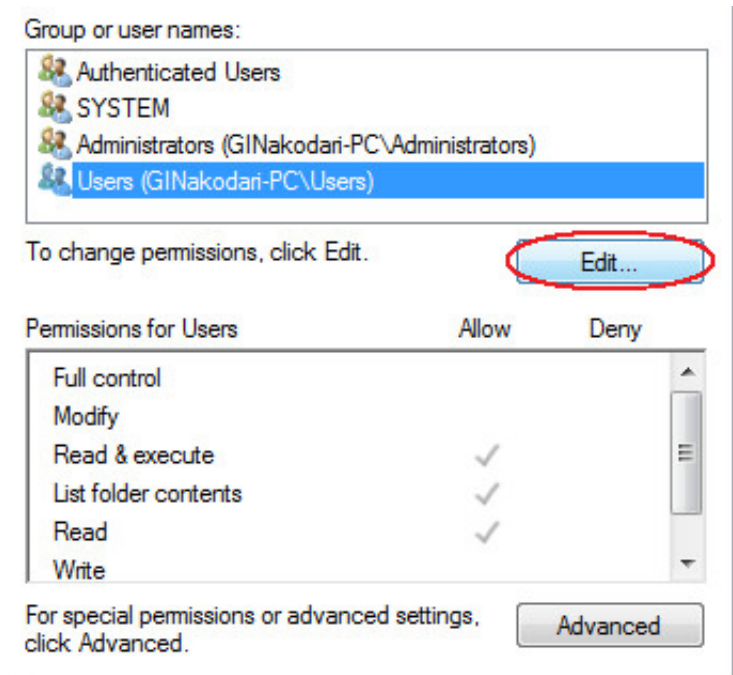 Group or user names:
Authenticated Users
SYSTEM
Administrators (GINakodari-PC\Administrators)
Users (GINakodari-PC\Users)
To change permissions, click Edit.
Edit...
Permissions for Users Allow Deny
Full control
Modify
Read & execute
List folder contents
Read
Write
For special permissions or advanced settings,
click Advanced.
Advanced